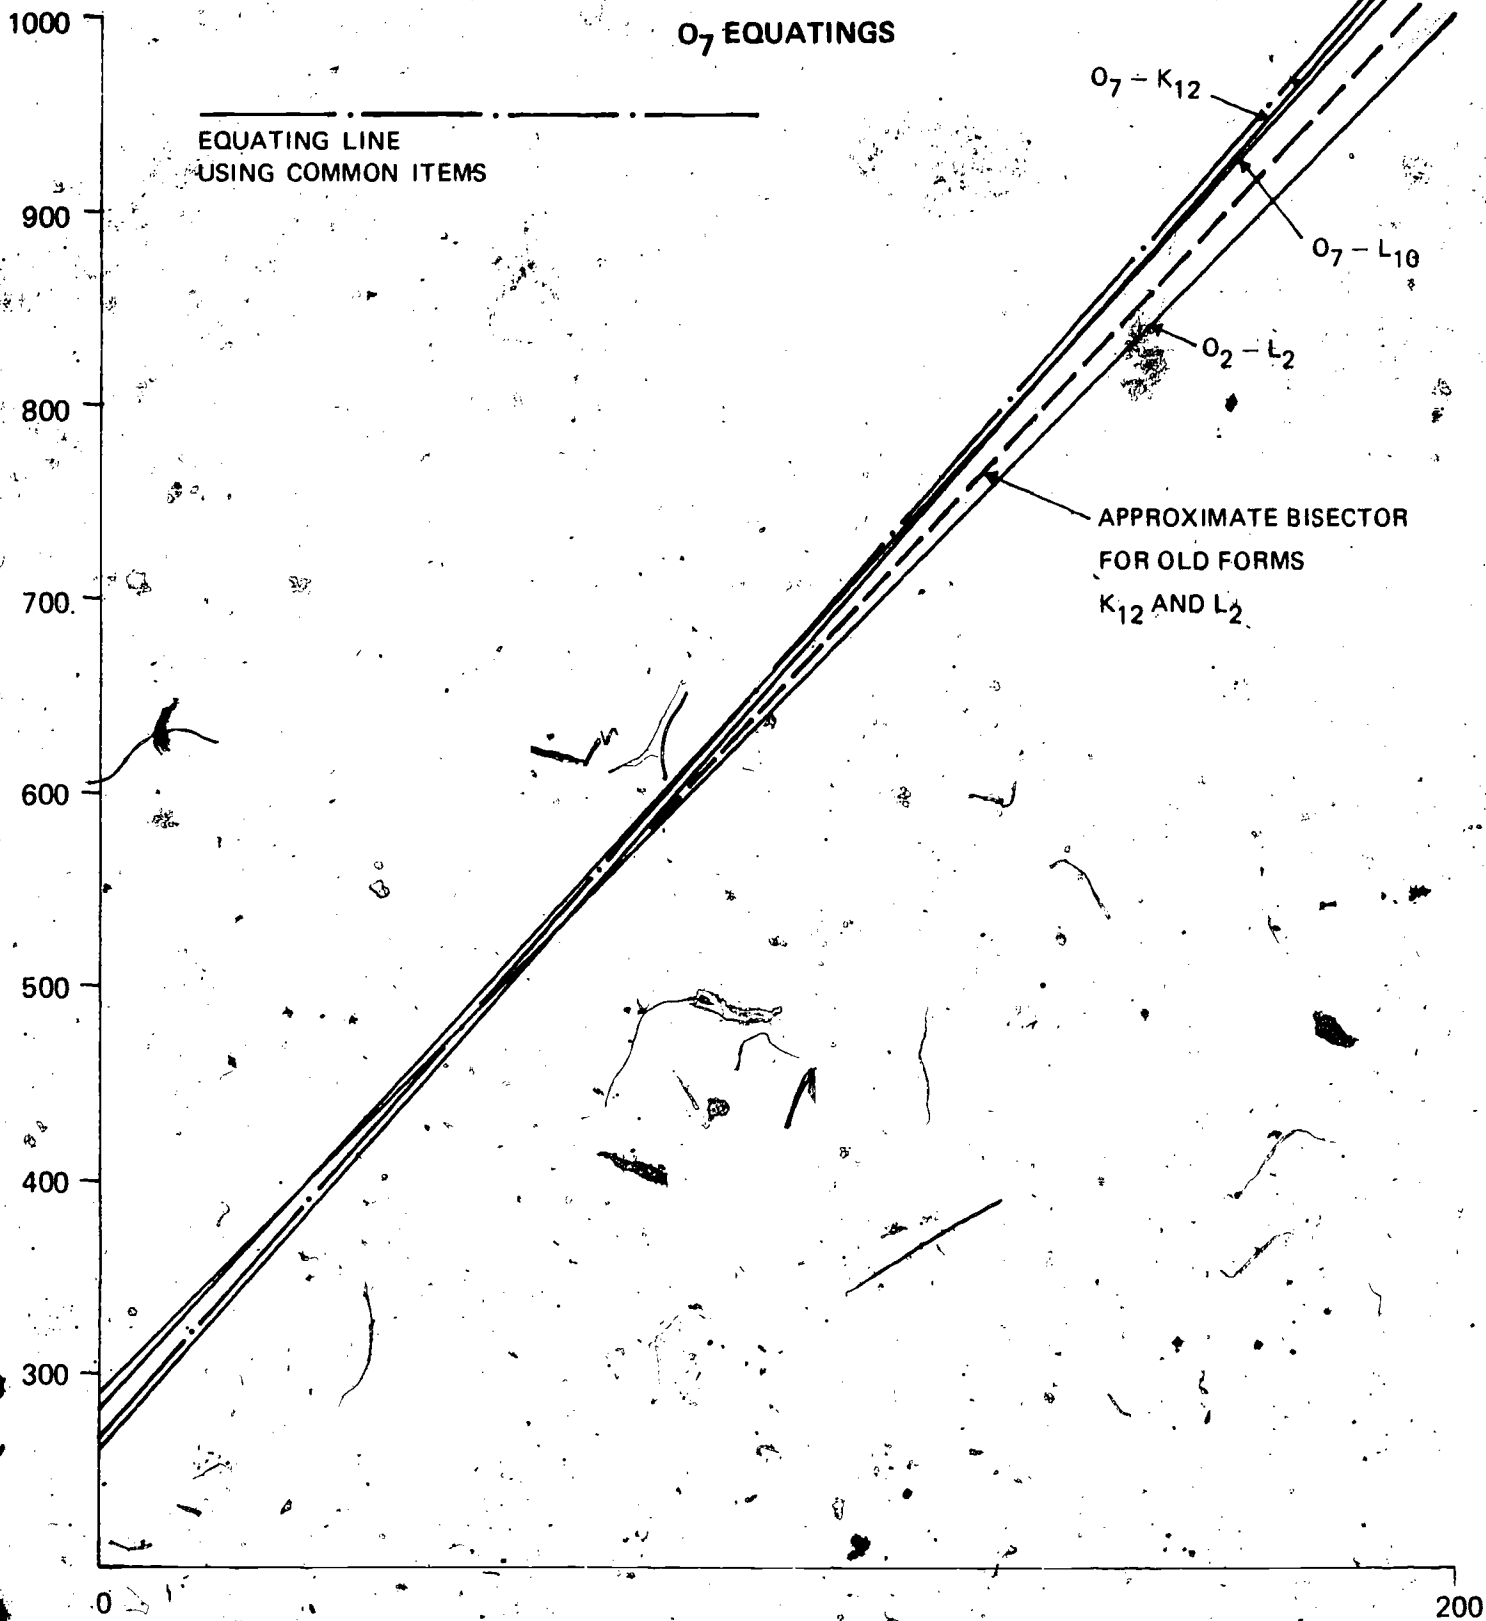 O7 EQUATINGS
1000
900
800
700
600
500
400
300
0
200
EQUATING LINE
USING COMMON ITEMS
O7 – K12
O7 – L10
O2 – L2
APPROXIMATE BISECTOR
FOR OLD FORMS
K12 AND L2